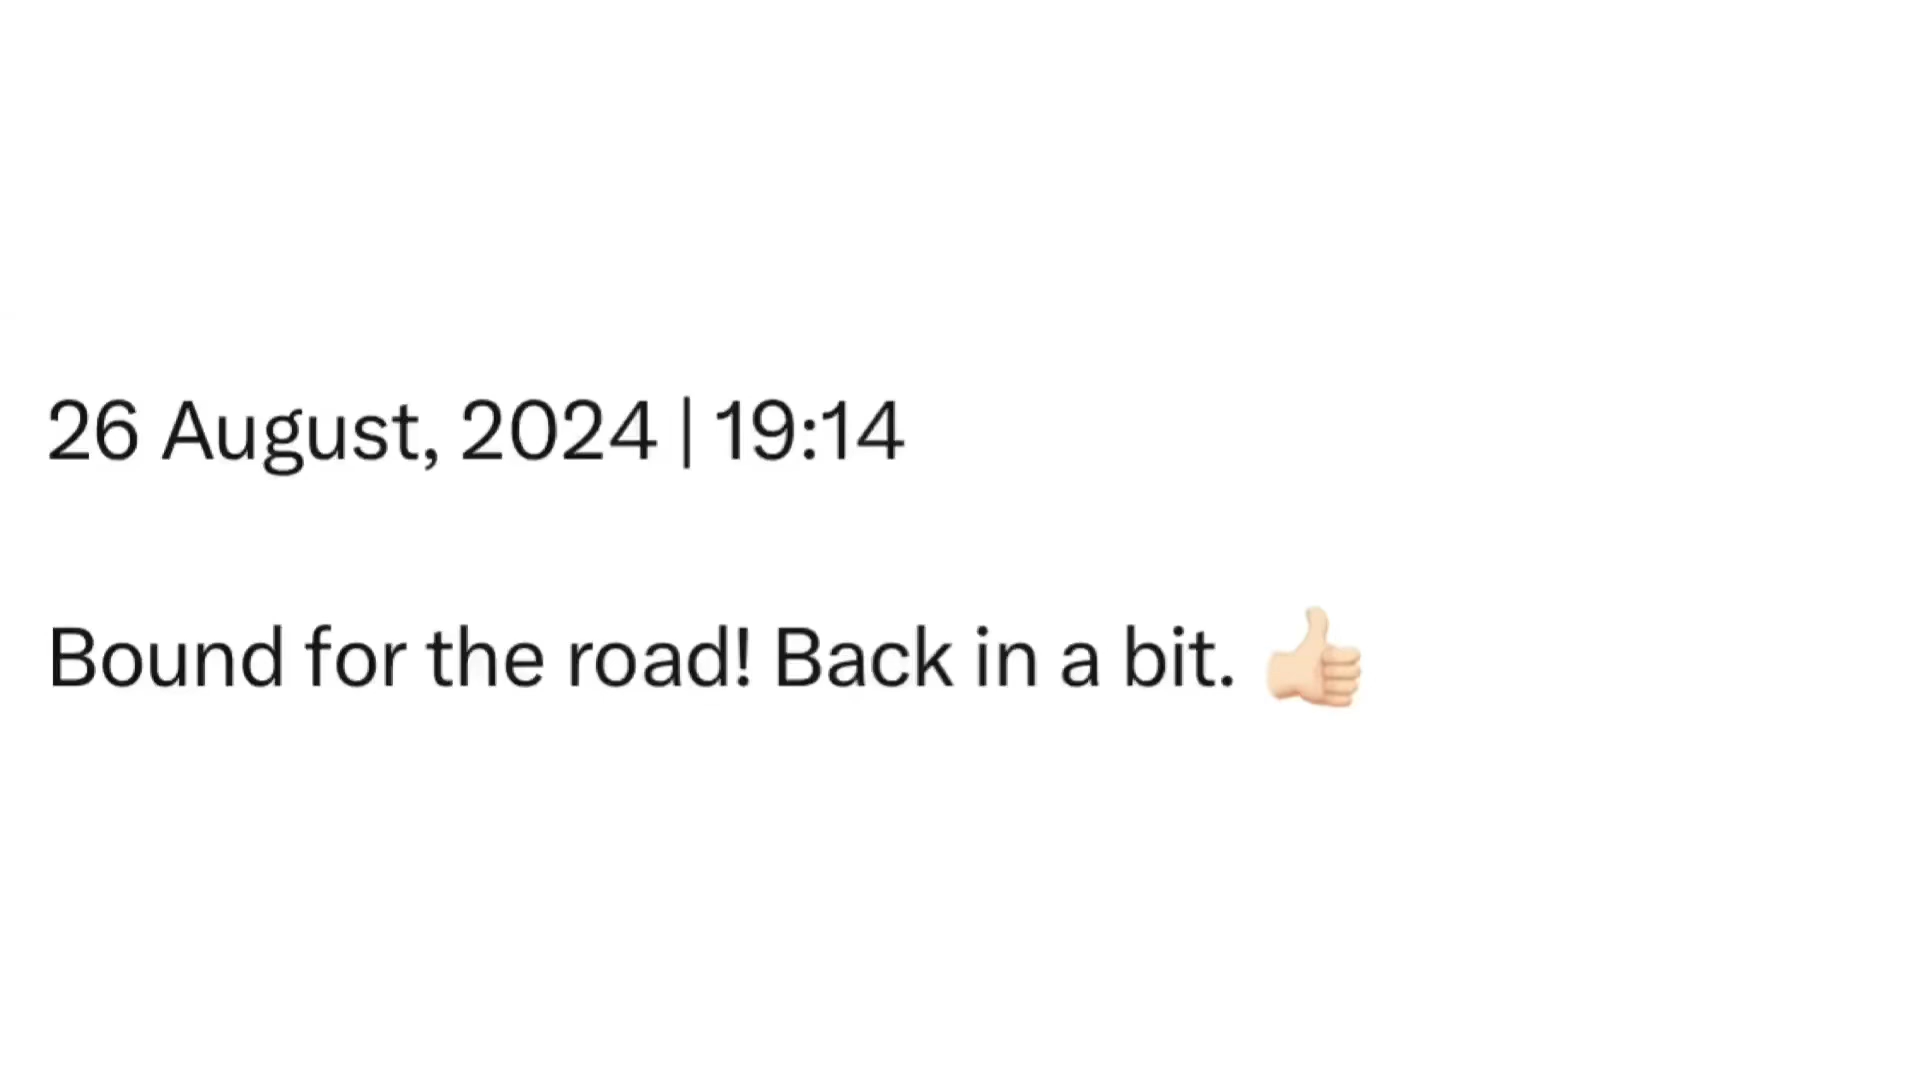 26 August, 2024 | 19:14
Bound for the road! Back in a bit. 👍🏻